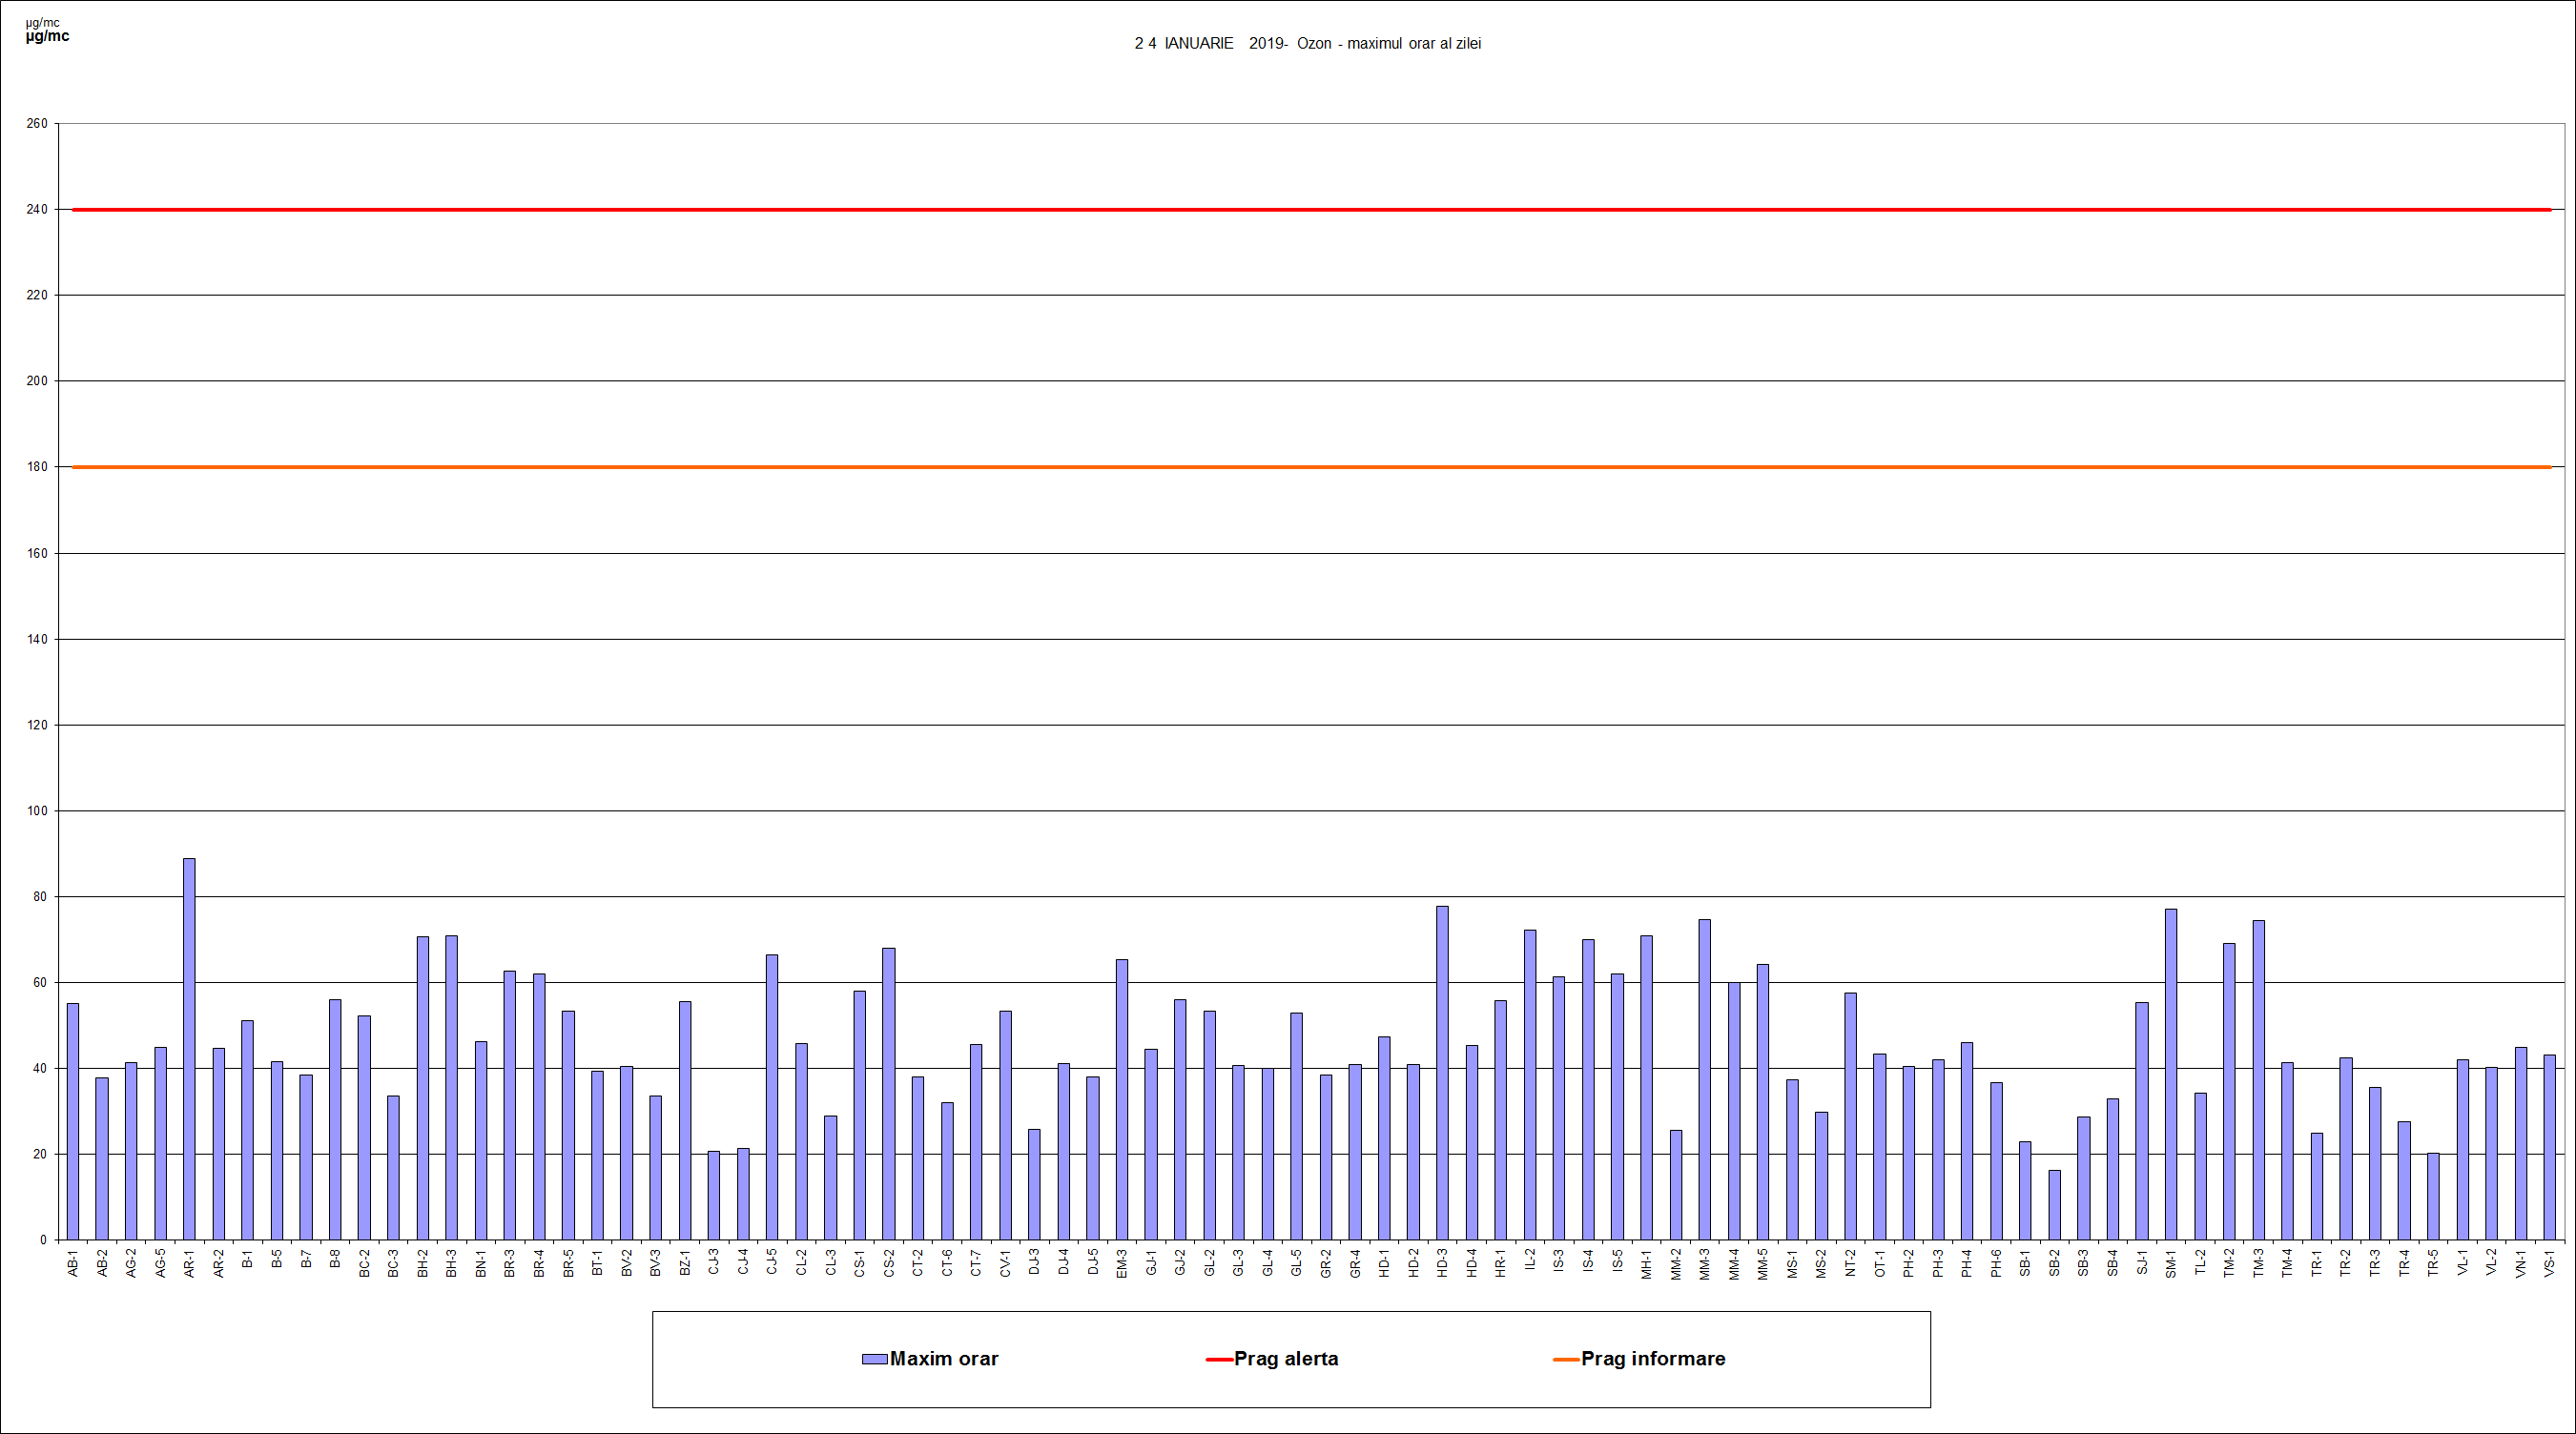 µg/mc
µg/mc
2 4 IANUARIE 2019- Ozon - maximul orar al zilei
260
240
220
200
180
160
140
120
100
80
60
40
20
0
AB-1 AB-2 AG-2 AG-5 AR-1 AR-2 B-1 B-5 B-7 B-8 BC-2 BC-3 BH-2 BH-3 BN-1 BR-3 BR-4 BR-5 BT-1 BV-2 BV-3 BZ-1 CJ-3 CJ-4 CJ-5 CL-2 CL-3 CS-1 CS-2 CT-2 CT-6 CT-7 CV-1 DJ-3 DJ-4 DJ-5 EM-3 GJ-1 GJ-2 GL-2 GL-3 GL-4 GL-5 GR-2 GR-4 HD-1 HD-2 HD-3 HD-4 HR-1 IL-2 IS-3 IS-4 IS-5 MH-1 MM-2 MM-3 MM-4 MM-5 MS-1 MS-2 NT-2 OT-1 PH-2 PH-3 PH-4 PH-6 SB-1 SB-2 SB-3 SB-4 SJ-1 SM-1 TL-2 TM-2 TM-3 TM-4 TR-1 TR-2 TR-3 TR-4 TR-5 VL-1 VL-2 VN-1 VS-1
Maxim orar Prag alerta Prag informare